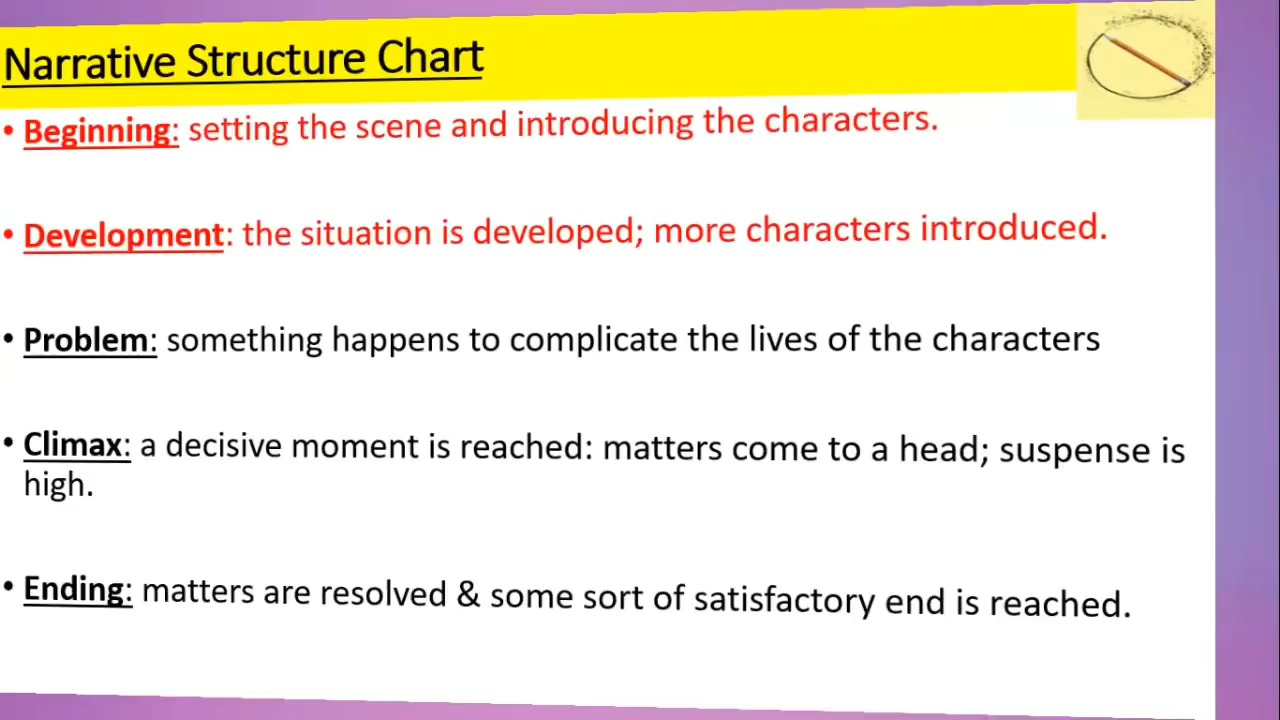 Narrative Structure Chart
• Beginning: setting the scene and introducing the characters.
• Development: the situation is developed; more characters introduced.
• Problem: something happens to complicate the lives of the characters
• Climax: a decisive moment is reached: matters come to a head; suspense is
high.
• Ending: matters are resolved & some sort of satisfactory end is reached.